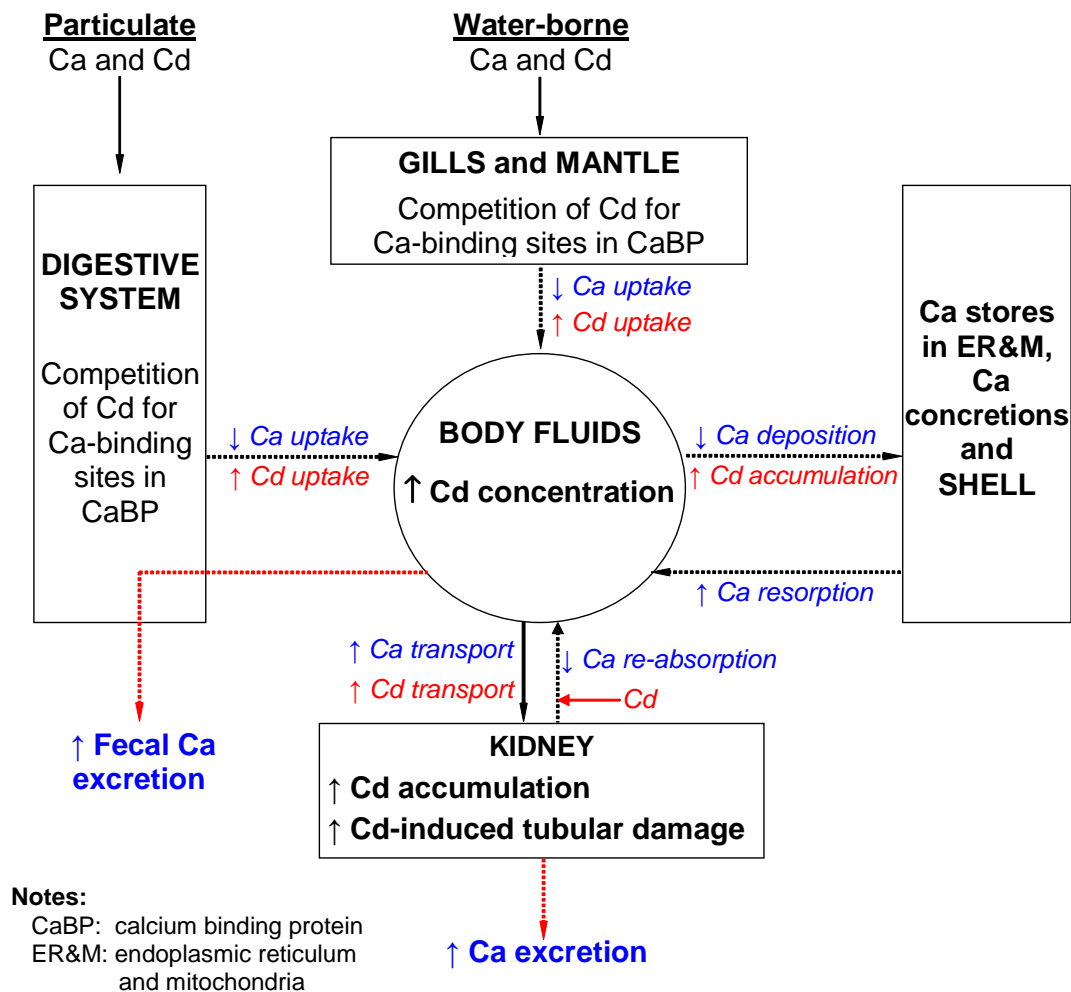 Particulate
Ca and Cd
Water-borne
Ca and Cd
GILLS and MANTLE
Competition of Cd for
Ca-binding sites in CaBP
↓ Ca uptake
↑ Cd uptake
DIGESTIVE
SYSTEM
Competition
of Cd for
Ca-binding
sites in
CaBP
↓ Ca uptake
↑ Cd uptake
BODY FLUIDS
↑ Cd concentration
↓ Ca deposition
↑ Cd accumulation
↑ Ca resorption
Ca stores
in ER&M,
Ca
concretions
and
SHELL
↑ Ca transport
↑ Cd transport
↓ Ca re-absorption
Cd
↑ Fecal Ca
excretion
KIDNEY
↑ Cd accumulation
↑ Cd-induced tubular damage
↑ Ca excretion
Notes:
CaBP: calcium binding protein
ER&M: endoplasmic reticulum
and mitochondria